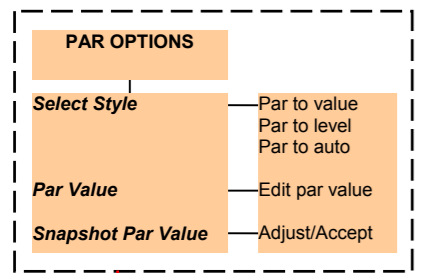 PAR OPTIONS
Select Style
Par to value
Par to level
Par to auto
Par Value
Edit par value
Snapshot Par Value
Adjust/Accept